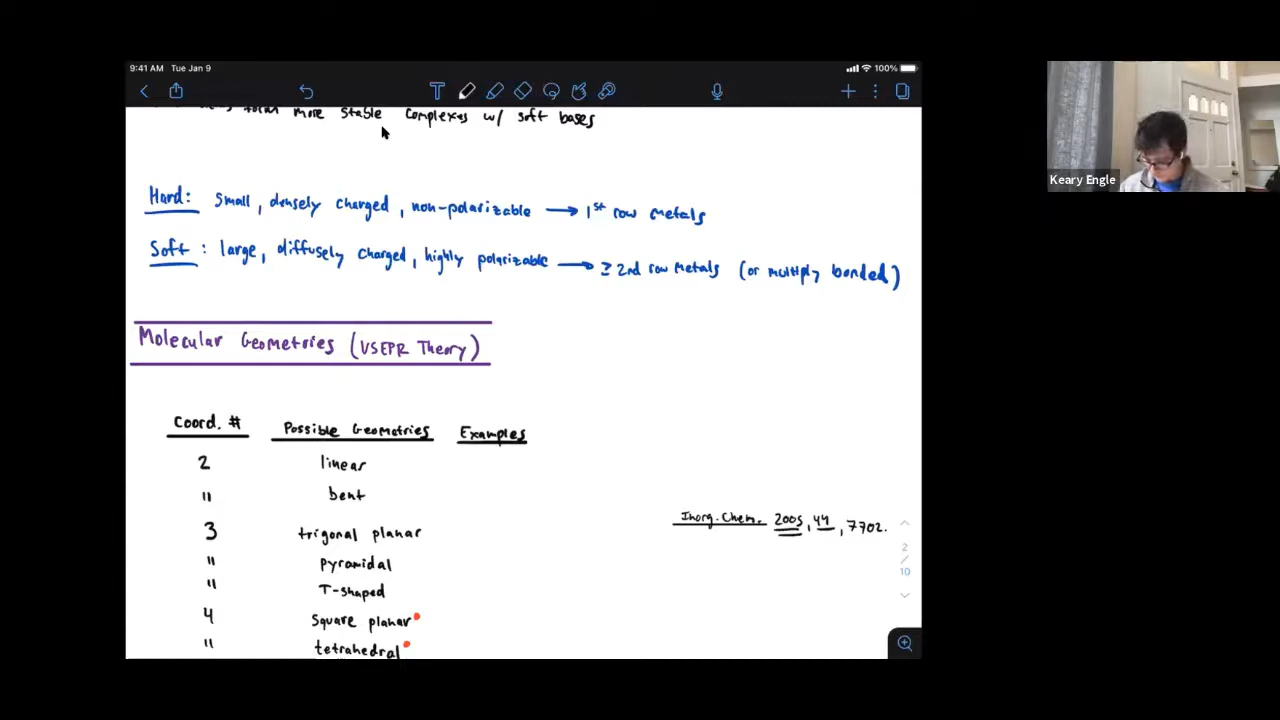 9:41 AM Tue Jan 9
100%
form more stable complexes w/ soft bases
Hard: Small, densely charged, non-polarizable → 1st row metals
Soft: large, diffusely charged, highly polarizable → ≥ 2nd row metals (or multiply bonded)
Molecular Geometries (VSEPR Theory)
Coord. # Possible Geometries Examples
2 linear
" bent
3 trigonal planar
" pyramidal
" T-shaped
4 Square planar
" tetrahedral
Inorg. Chem. 2005, 44, 7702.
2
/
10
Keary Engle